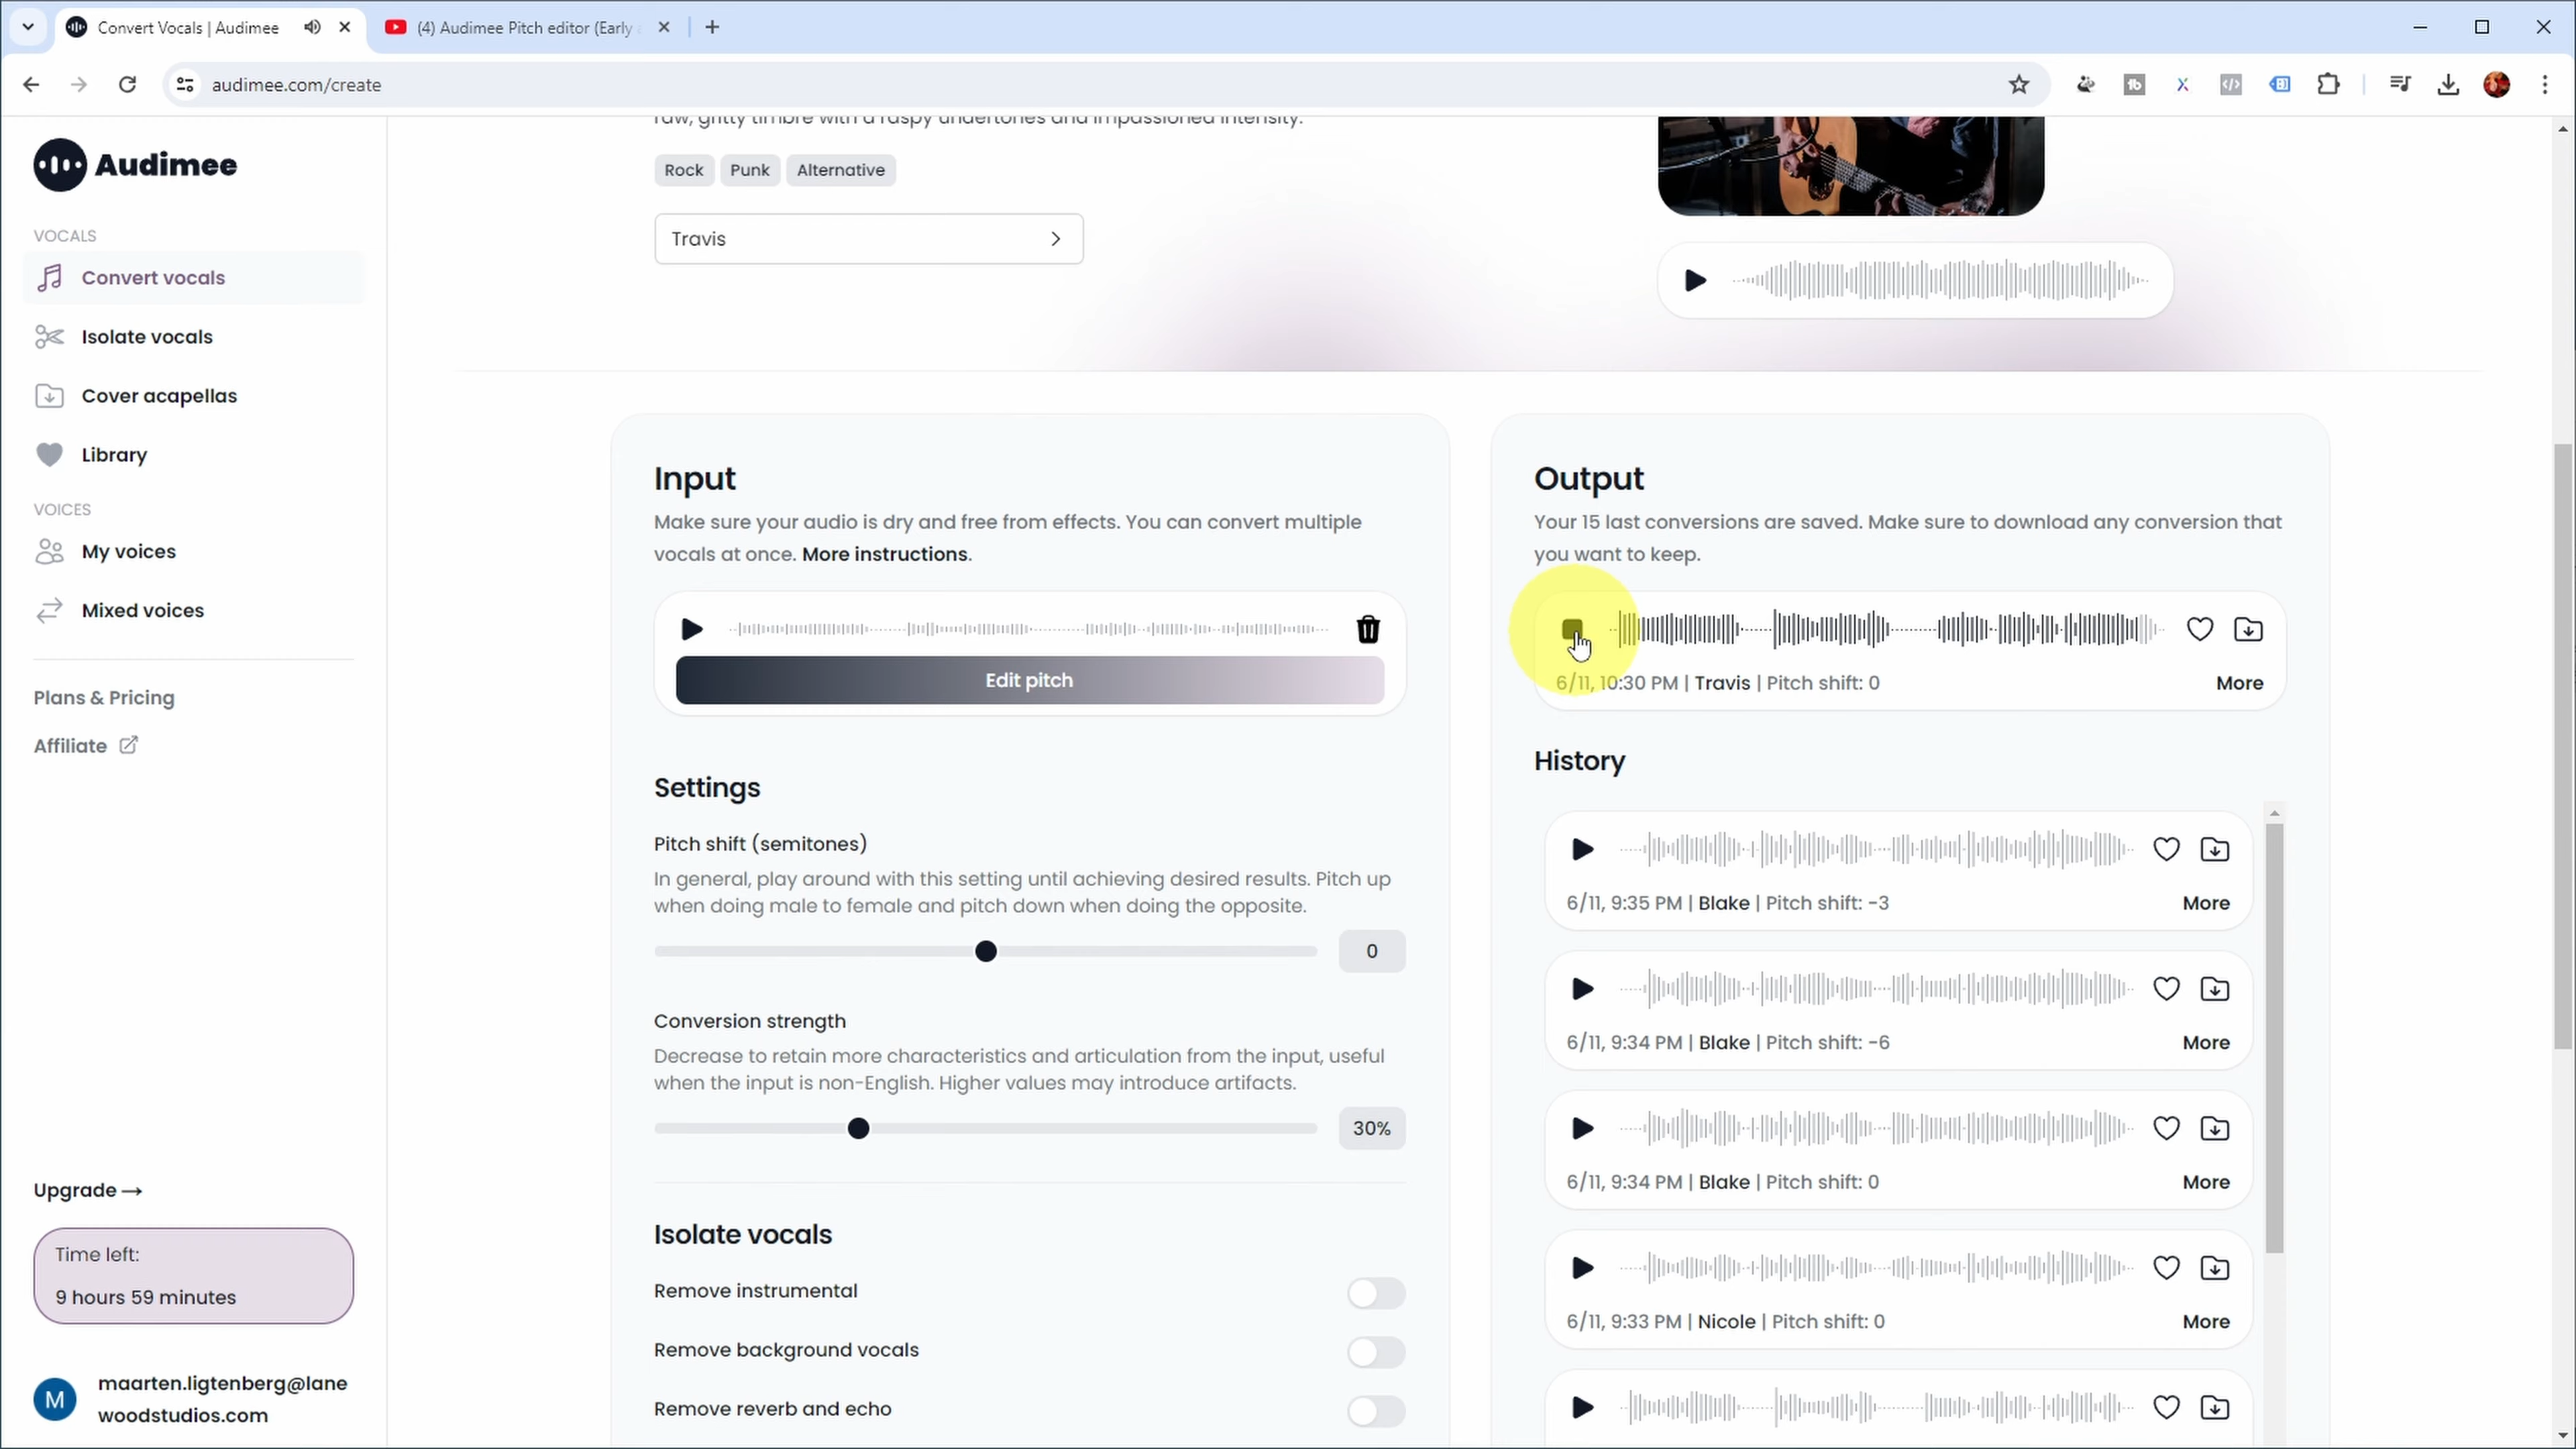 Convert Vocals | Audimee
(4) Audimee Pitch editor (Early
audimee.com/create
Audimee
VOCALS
Convert vocals
Isolate vocals
Cover acapellas
Library
VOICES
My voices
Mixed voices
Plans & Pricing
Affiliate
Upgrade →
Time left:
9 hours 59 minutes
M
maarten.ligtenberg@lane
woodstudios.com
raw, gritty timbre with a raspy undertones and impassioned intensity.
Rock
Punk
Alternative
Travis
Input
Make sure your audio is dry and free from effects. You can convert multiple
vocals at once. More instructions.
Edit pitch
Settings
Pitch shift (semitones)
In general, play around with this setting until achieving desired results. Pitch up
when doing male to female and pitch down when doing the opposite.
0
Conversion strength
Decrease to retain more characteristics and articulation from the input, useful
when the input is non-English. Higher values may introduce artifacts.
30%
Isolate vocals
Remove instrumental
Remove background vocals
Remove reverb and echo
Output
Your 15 last conversions are saved. Make sure to download any conversion that
you want to keep.
6/11, 10:30 PM | Travis | Pitch shift: 0
More
History
6/11, 9:35 PM | Blake | Pitch shift: -3
More
6/11, 9:34 PM | Blake | Pitch shift: -6
More
6/11, 9:34 PM | Blake | Pitch shift: 0
More
6/11, 9:33 PM | Nicole | Pitch shift: 0
More